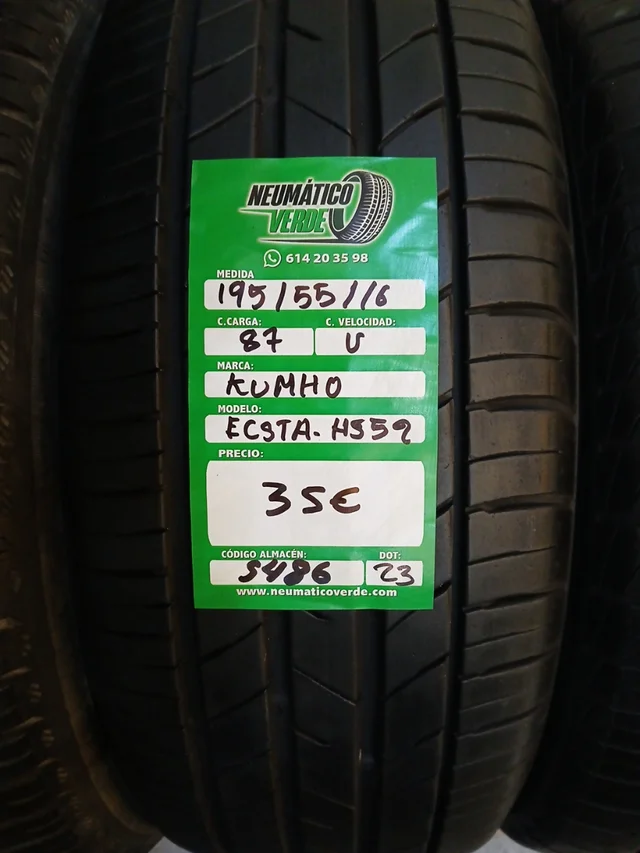 NEUMÁTICO
VERDE
614 20 35 98
MEDIDA
195/55/16
C.CARGA: C. VELOCIDAD:
87 V
MARCA:
KUMHO
MODELO:
ECSTA-HS52
PRECIO:
35€
CÓDIGO ALMACÉN: DOT:
S486 23
www.neumaticoverde.com